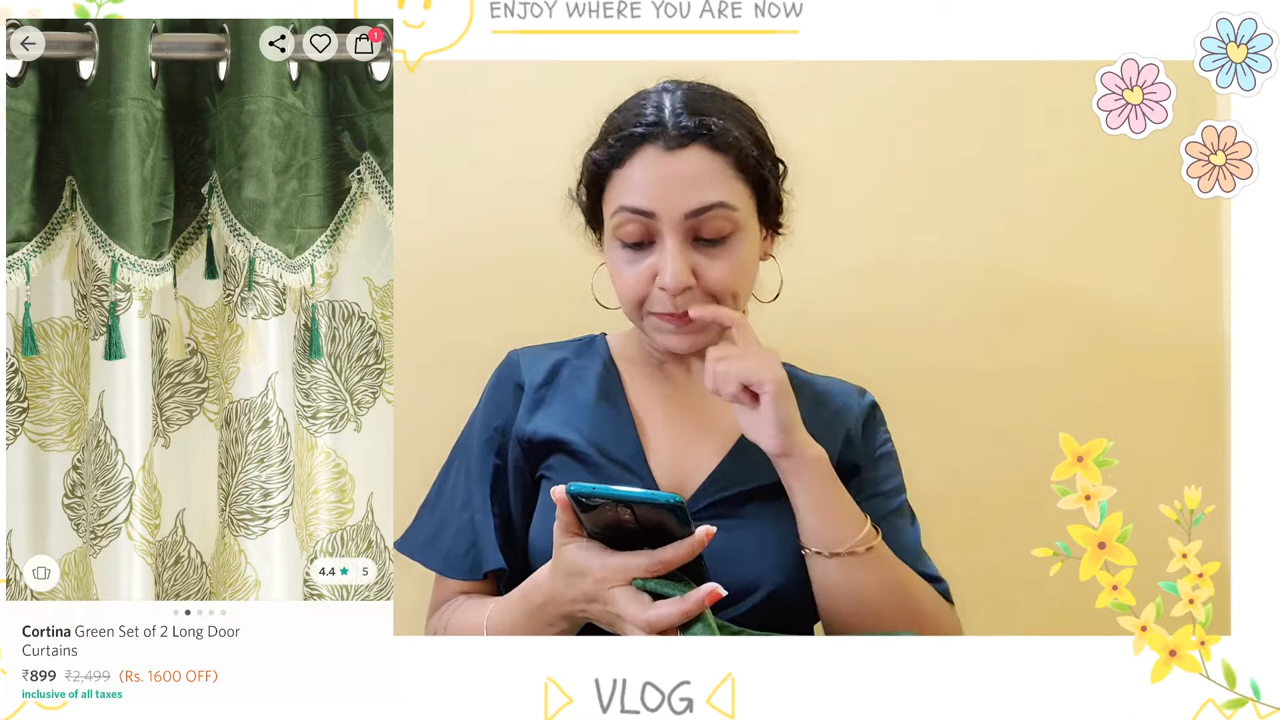 ENJOY WHERE YOU ARE NOW
1
4.4 ★ 5
Cortina Green Set of 2 Long Door
Curtains
₹899 ₹2,499 (Rs. 1600 OFF)
inclusive of all taxes
VLOG